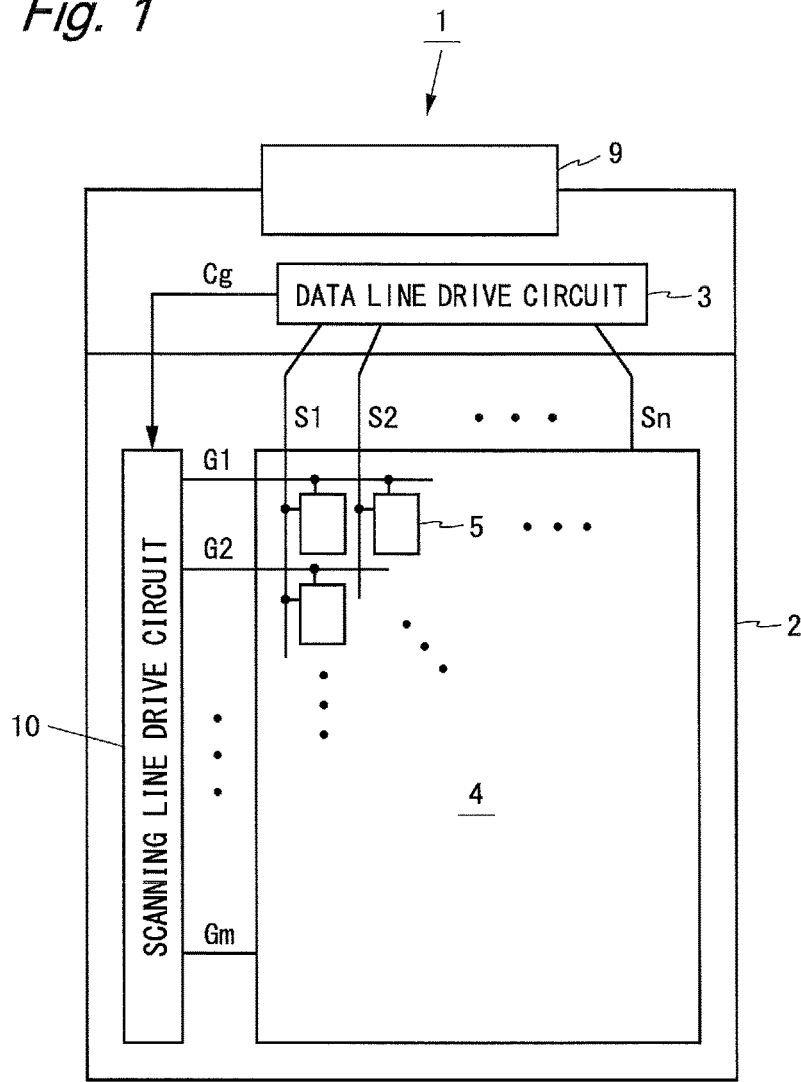 Fig. 1
1
9
Cg
DATA LINE DRIVE CIRCUIT
3
S1
S2
Sn
G1
5
G2
2
10
SCANNING LINE DRIVE CIRCUIT
4
Gm